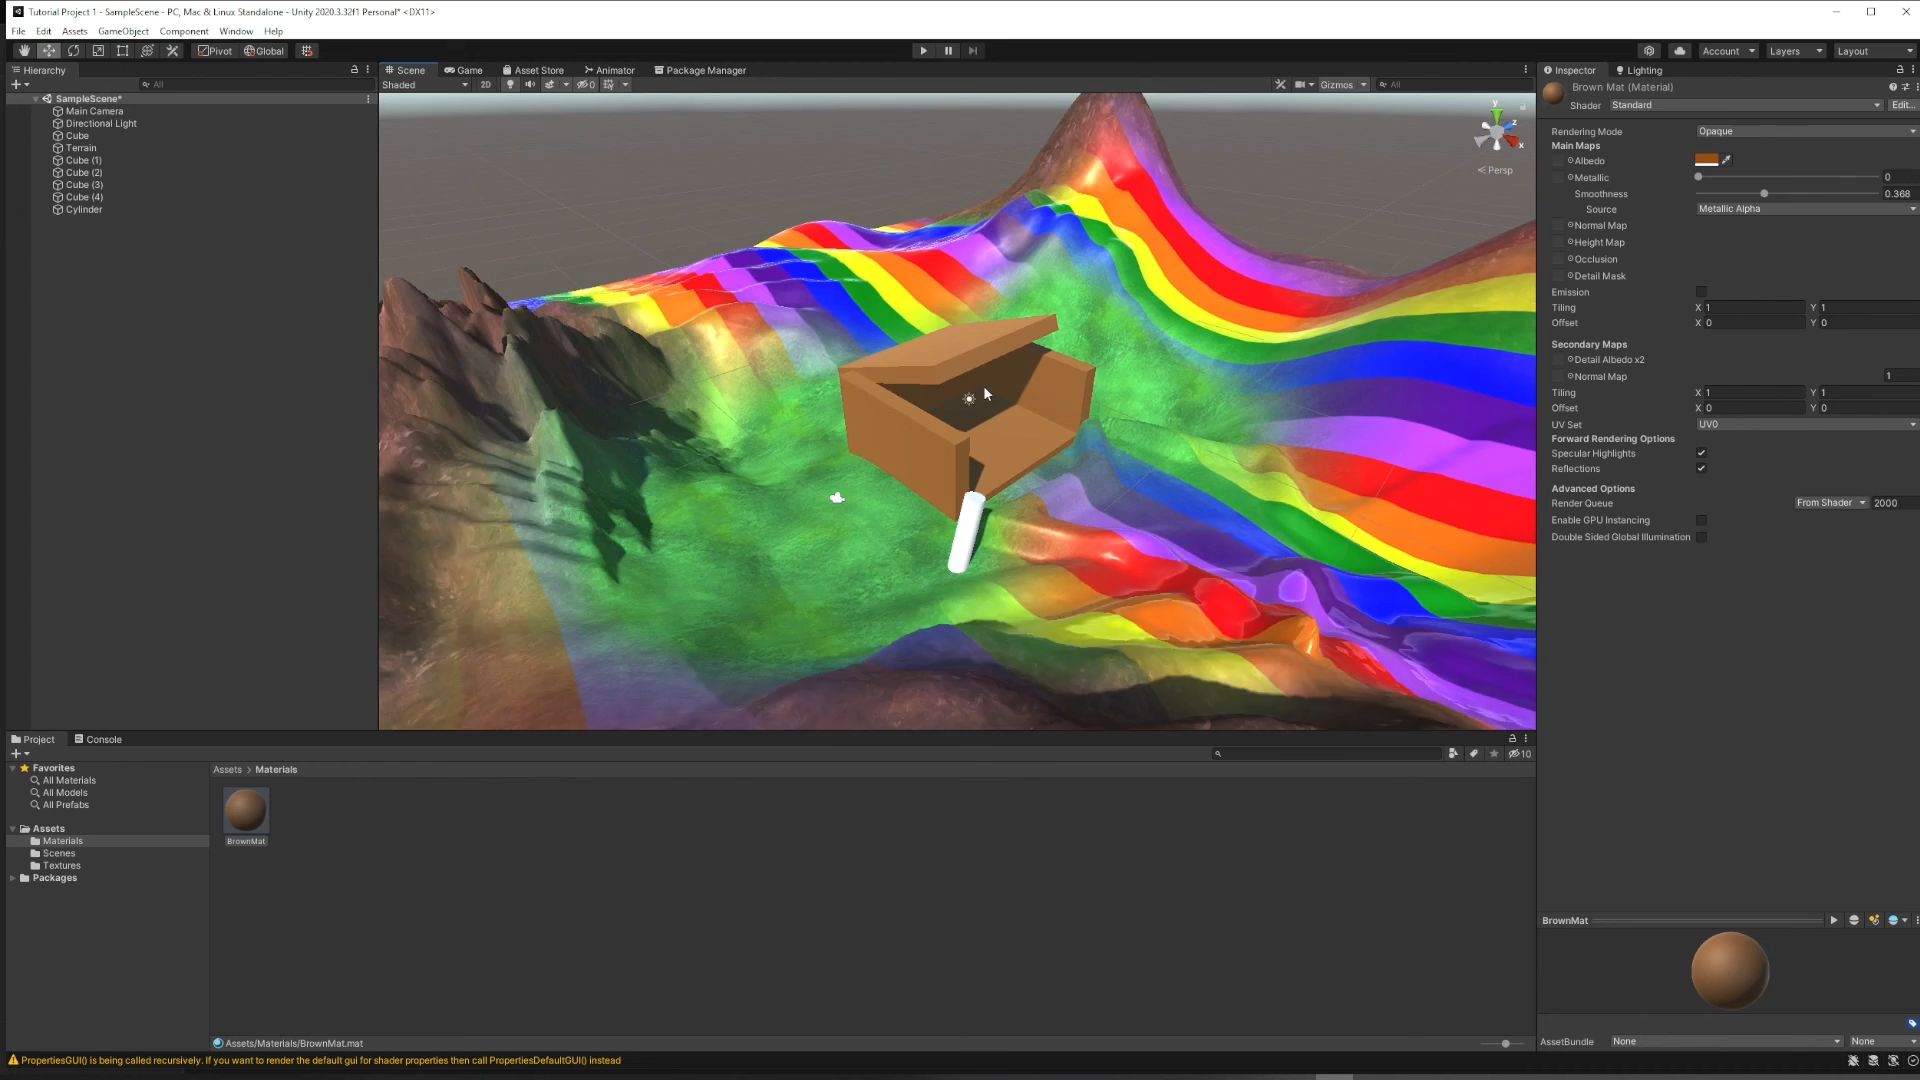 Tutorial Project 1 - SampleScene - PC, Mac & Linux Standalone - Unity 2020.3.32f1 Personal* <DX11>
File Edit Assets GameObject Component Window Help
Pivot Global Account Layers Layout
Hierarchy
All
SampleScene*
Main Camera
Directional Light
Cube
Terrain
Cube (1)
Cube (2)
Cube (3)
Cube (4)
Cylinder
Scene Game Asset Store Animator Package Manager
Shaded 2D 0 Gizmos All
y
z
x
Persp
Inspector Lighting
Brown Mat (Material)
Shader Standard Edit...
Rendering Mode Opaque
Main Maps
Albedo
Metallic 0
Smoothness 0.368
Source Metallic Alpha
Normal Map
Height Map
Occlusion
Detail Mask
Emission
Tiling X 1 Y 1
Offset X 0 Y 0
Secondary Maps
Detail Albedo x2
Normal Map 1
Tiling X 1 Y 1
Offset X 0 Y 0
UV Set UV0
Forward Rendering Options
Specular Highlights
Reflections
Advanced Options
Render Queue From Shader 2000
Enable GPU Instancing
Double Sided Global Illumination
Project Console
10
Favorites
All Materials
All Models
All Prefabs
Assets
Materials
Scenes
Textures
Packages
Assets > Materials
BrownMat
Assets/Materials/BrownMat.mat
BrownMat
AssetBundle None None
PropertiesGUI() is being called recursively. If you want to render the default gui for shader properties then call PropertiesDefaultGUI() instead